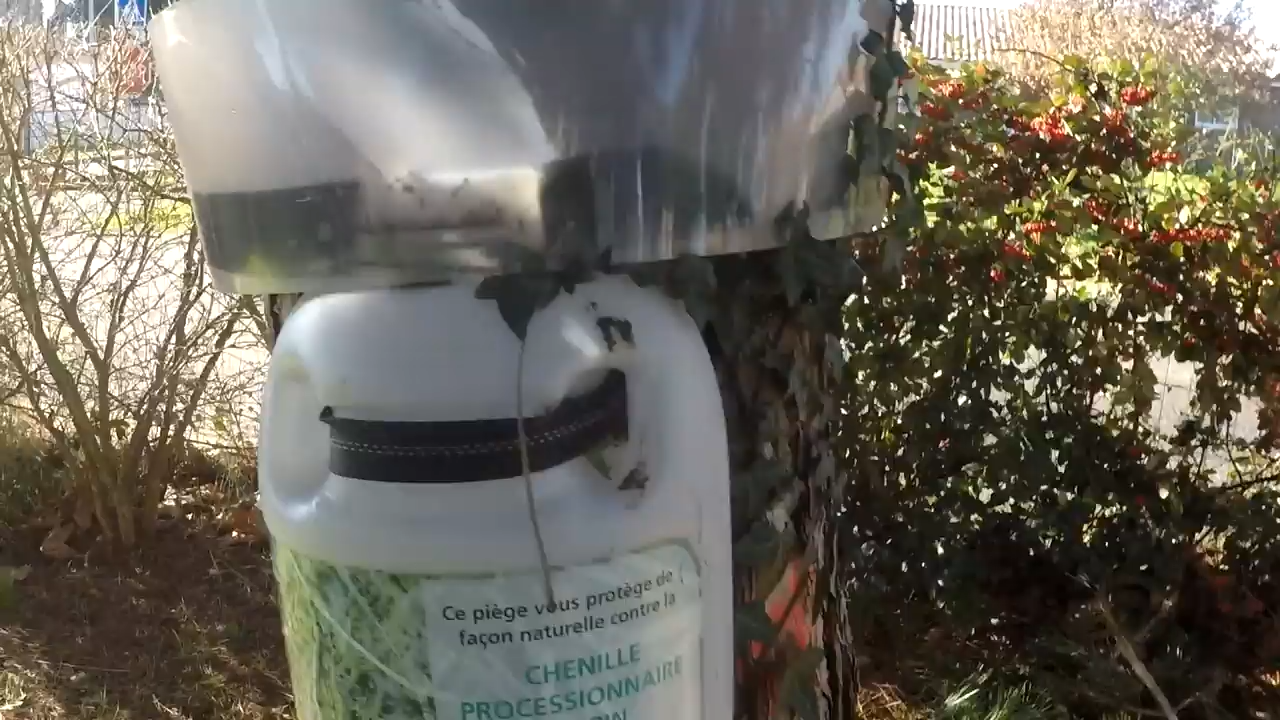 Ce piège vous protège de
façon naturelle contre la
CHENILLE
PROCESSIONNAIRE